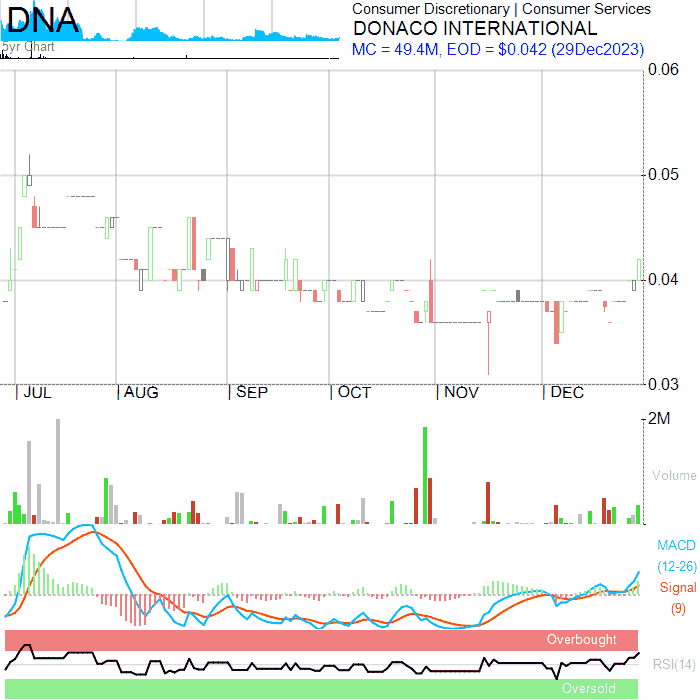 DNA
5yr Chart
Consumer Discretionary | Consumer Services
DONACO INTERNATIONAL
MC = 49.4M, EOD = $0.042 (29Dec2023)
0.06
0.05
0.04
0.03
JUL AUG SEP OCT NOV DEC
2M
Volume
MACD
(12-26)
Signal
(9)
Overbought
RSI(14)
Oversold